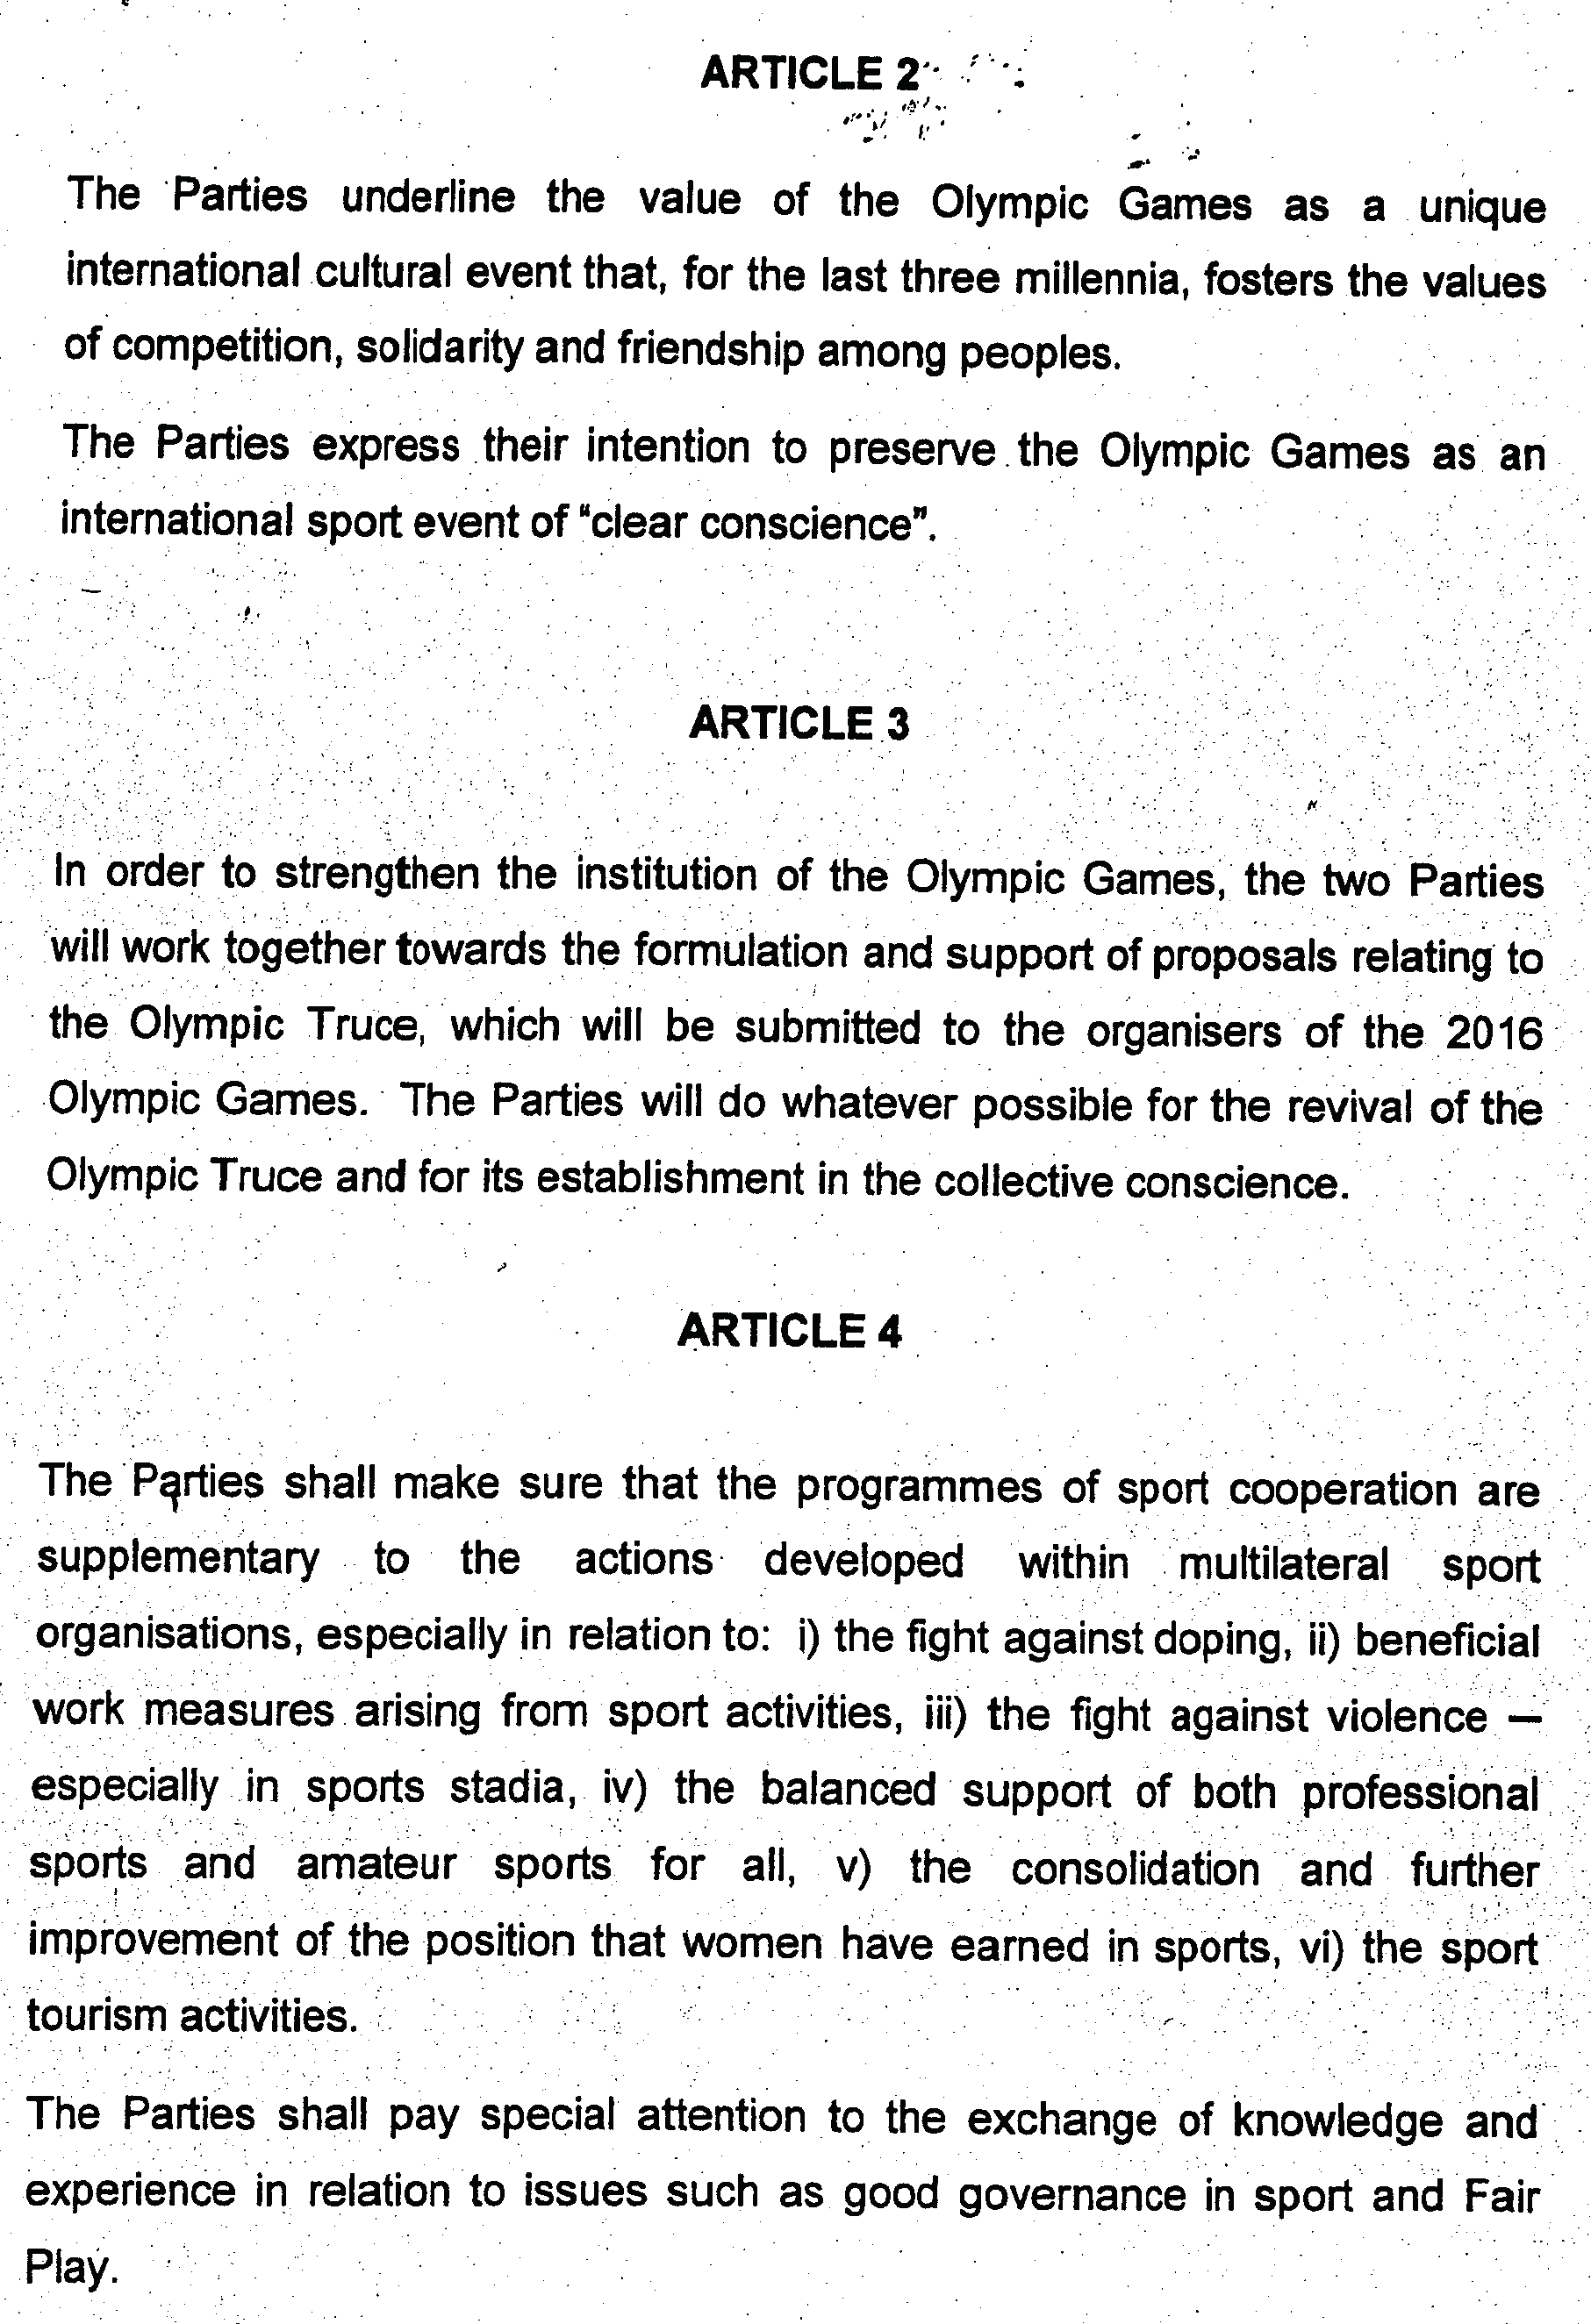 ARTICLE 2
The Parties underline the value of the Olympic Games as a unique
international cultural event that, for the last three millennia, fosters the values
of competition, solidarity and friendship among peoples.
The Parties express their intention to preserve the Olympic Games as an
international sport event of "clear conscience".
ARTICLE 3
In order to strengthen the institution of the Olympic Games, the two Parties
will work together towards the formulation and support of proposals relating to
the Olympic Truce, which will be submitted to the organisers of the 2016
Olympic Games. The Parties will do whatever possible for the revival of the
Olympic Truce and for its establishment in the collective conscience.
ARTICLE 4
The Parties shall make sure that the programmes of sport cooperation are
supplementary to the actions developed within multilateral sport
organisations, especially in relation to: i) the fight against doping, ii) beneficial
work measures arising from sport activities, iii) the fight against violence –
especially in sports stadia, iv) the balanced support of both professional
sports and amateur sports for all, v) the consolidation and further
improvement of the position that women have earned in sports, vi) the sport
tourism activities.
The Parties shall pay special attention to the exchange of knowledge and
experience in relation to issues such as good governance in sport and Fair
Play.